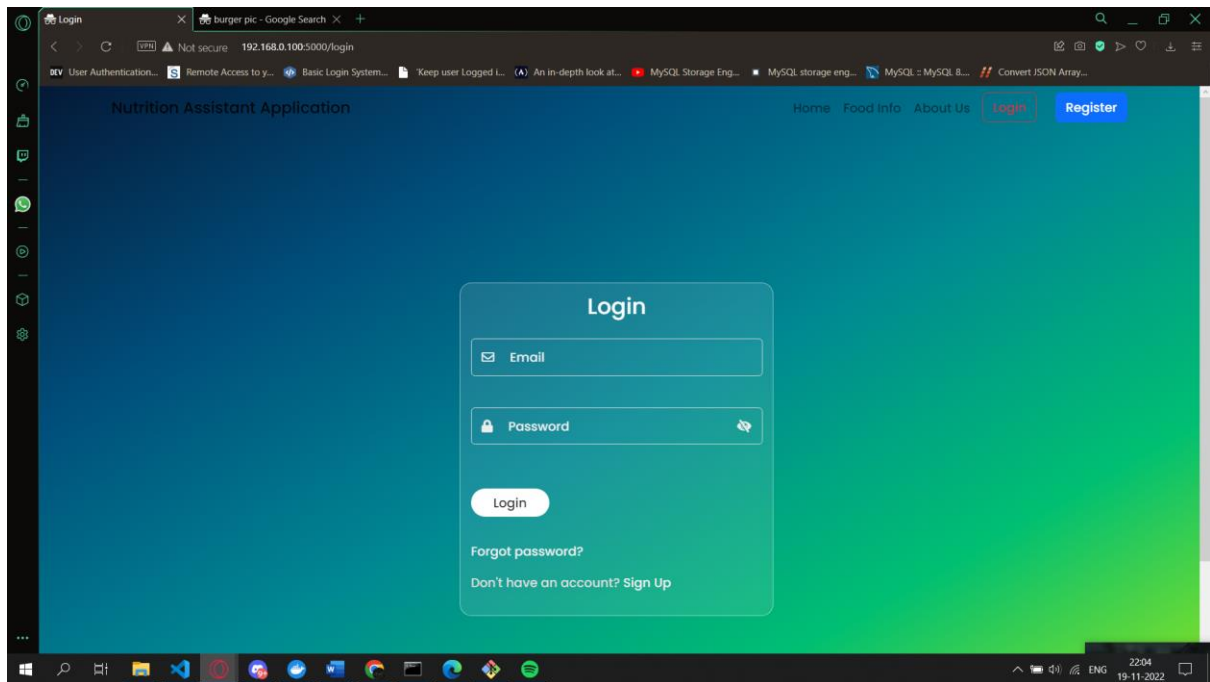 Login
burger pic - Google Search
VPN Not secure 192.168.0.100:5000/login
DEV User Authentication... S Remote Access to y... Basic Login System... 'Keep user Logged i... (A) An in-depth look at... MySQL Storage Eng... MySQL storage eng... MySQL :: MySQL 8.... Convert JSON Array...
Nutrition Assistant Application Home Food Info About Us Login Register
Login
Email
Password
Login
Forgot password?
Don't have an account? Sign Up
ENG 22:04
19-11-2022